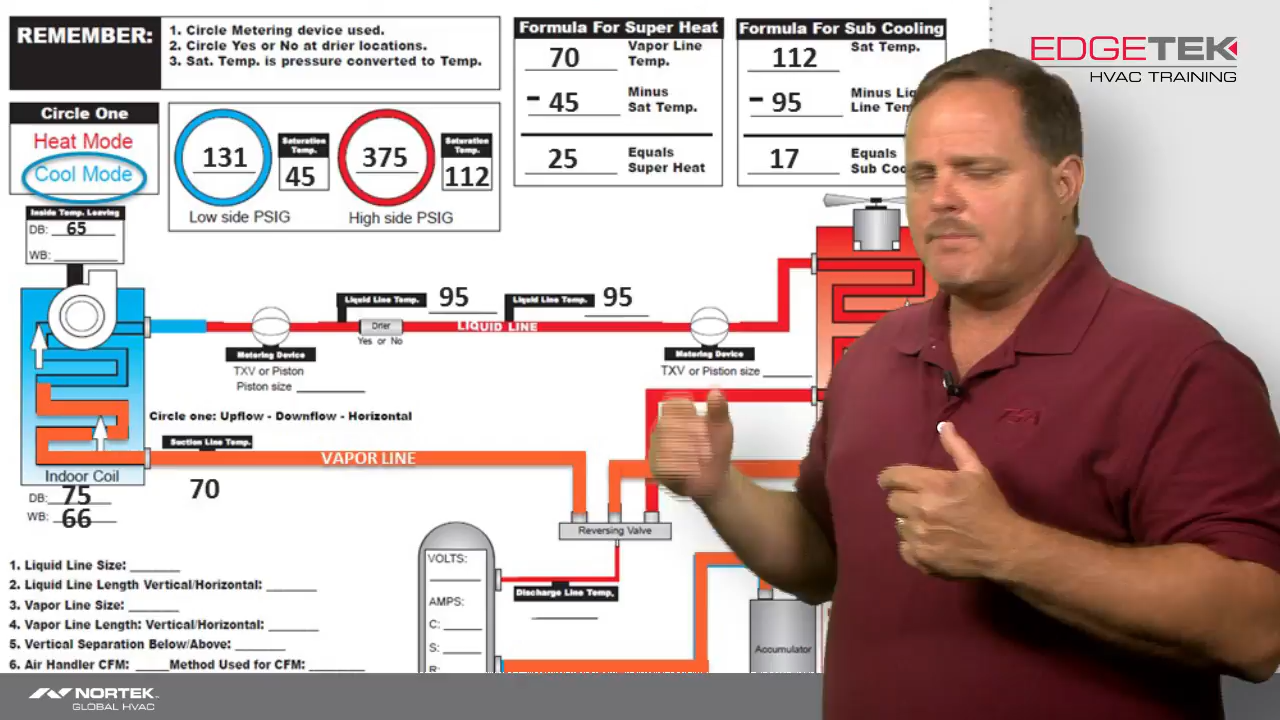 REMEMBER:
1. Circle Metering device used.
2. Circle Yes or No at drier locations.
3. Sat. Temp. is pressure converted to Temp.
Formula For Super Heat
70 Vapor Line Temp.
- 45 Minus Sat Temp.
25 Equals Super Heat
Formula For Sub Cooling
112 Sat Temp.
- 95 Minus
Line
17 Equals
Sub
EDGETEK
HVAC TRAINING
Circle One
Heat Mode
Cool Mode
131
Saturation Temp.
45
Low side PSIG
375
Saturation Temp.
112
High side PSIG
Inside Temp. Leaving
DB: 65
WB:
Liquid Line Temp. 95
Liquid Line Temp. 95
Drier
Yes or No
LIQUID LINE
Metering Device
TXV or Piston
Piston size
Metering Device
TXV or Pistion size
Circle one: Upflow - Downflow - Horizontal
Suction Line Temp.
70
VAPOR LINE
Indoor Coil
DB: 75
WB: 66
Reversing Valve
Discharge Line Temp.
VOLTS:
AMPS:
C:
S:
R:
Accumulator
1. Liquid Line Size:
2. Liquid Line Length Vertical/Horizontal:
3. Vapor Line Size:
4. Vapor Line Length: Vertical/Horizontal:
5. Vertical Separation Below/Above:
6. Air Handler CFM: Method Used for CFM:
NORTEK
GLOBAL HVAC